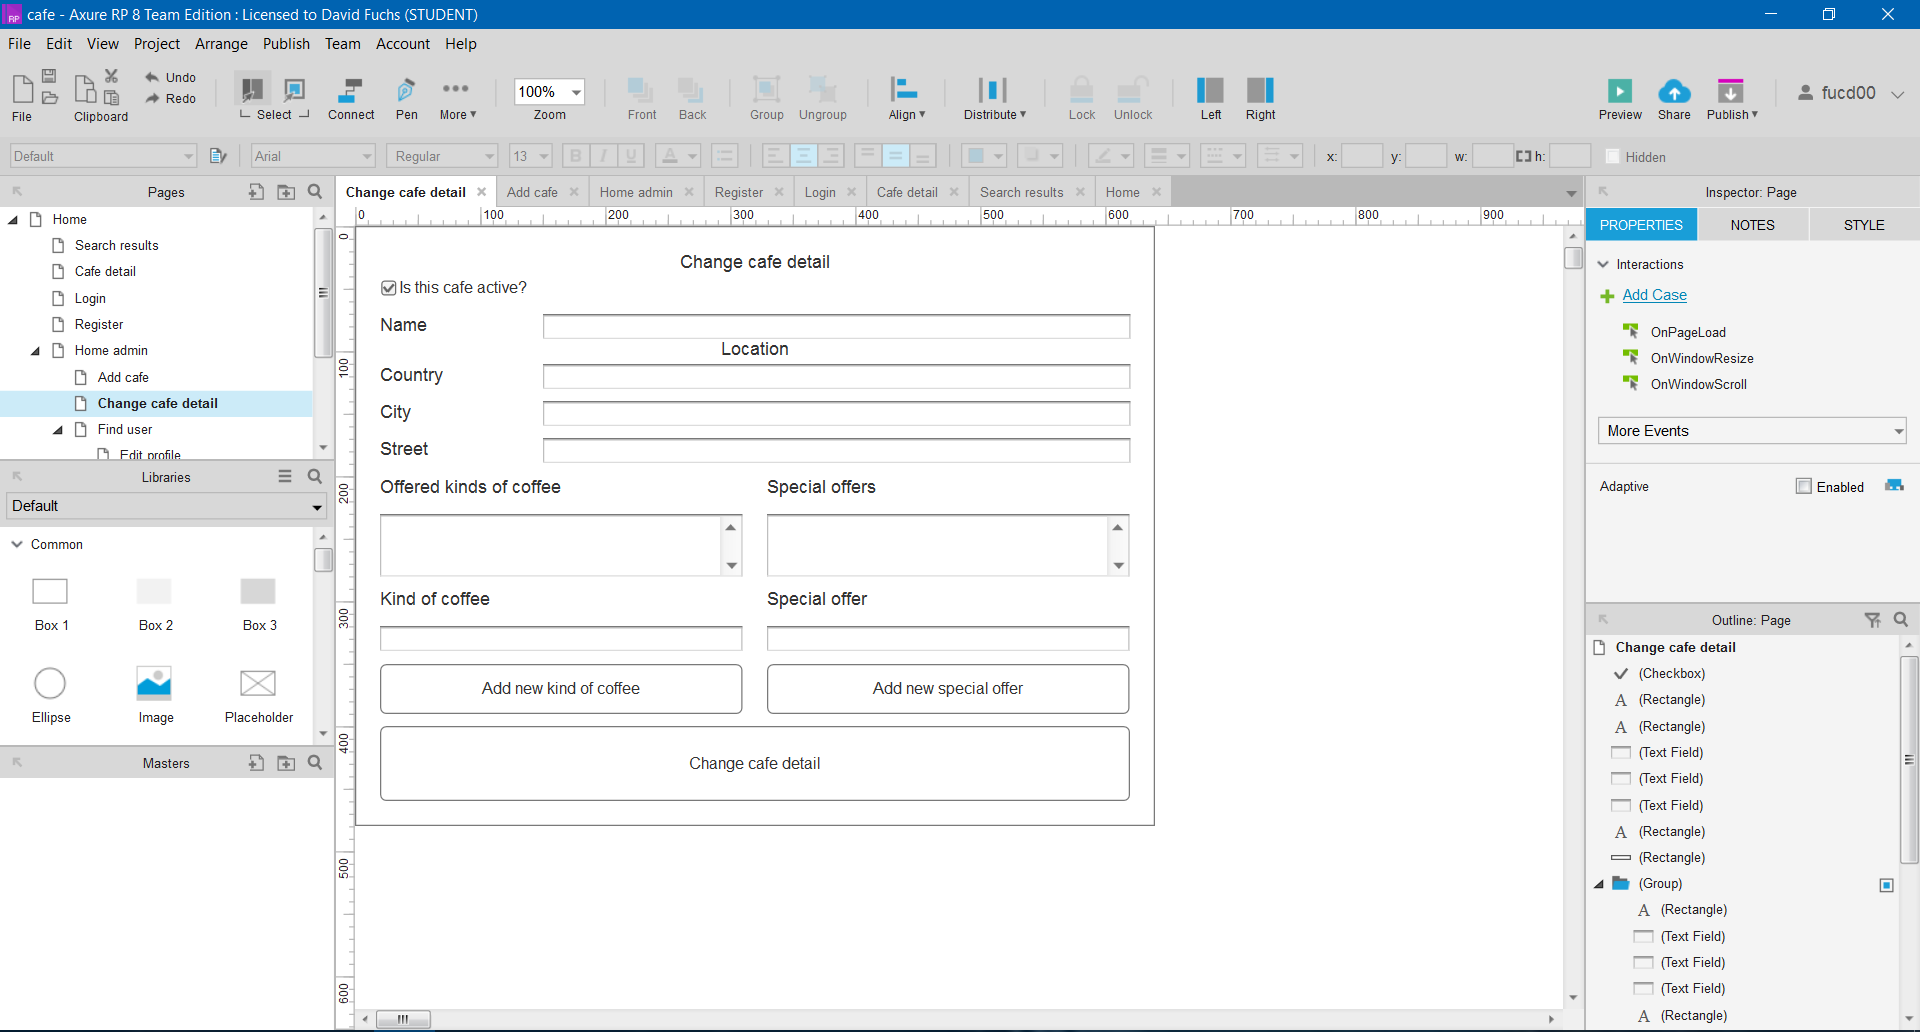 cafe - Axure RP 8 Team Edition : Licensed to David Fuchs (STUDENT)
File Edit View Project Arrange Publish Team Account Help
Undo
Redo
File Clipboard Select Connect Pen More 100% Zoom Front Back Group Ungroup Align Distribute Lock Unlock Left Right Preview Share Publish fucd00
Default Arial Regular 13 B I U A x: y: w: h: Hidden
Pages
Home
Search results
Cafe detail
Login
Register
Home admin
Add cafe
Change cafe detail
Find user
Edit profile
Libraries
Default
Common
Box 1 Box 2 Box 3
Ellipse Image Placeholder
Masters
Change cafe detail Add cafe Home admin Register Login Cafe detail Search results Home
0 100 200 300 400 500 600 700 800 900
0
100
200
300
400
500
600
Change cafe detail
Is this cafe active?
Name
Location
Country
City
Street
Offered kinds of coffee Special offers
Kind of coffee Special offer
Add new kind of coffee Add new special offer
Change cafe detail
Inspector: Page
PROPERTIES NOTES STYLE
Interactions
Add Case
OnPageLoad
OnWindowResize
OnWindowScroll
More Events
Adaptive Enabled
Outline: Page
Change cafe detail
(Checkbox)
A (Rectangle)
A (Rectangle)
(Text Field)
(Text Field)
(Text Field)
A (Rectangle)
(Rectangle)
(Group)
A (Rectangle)
(Text Field)
(Text Field)
(Text Field)
A (Rectangle)